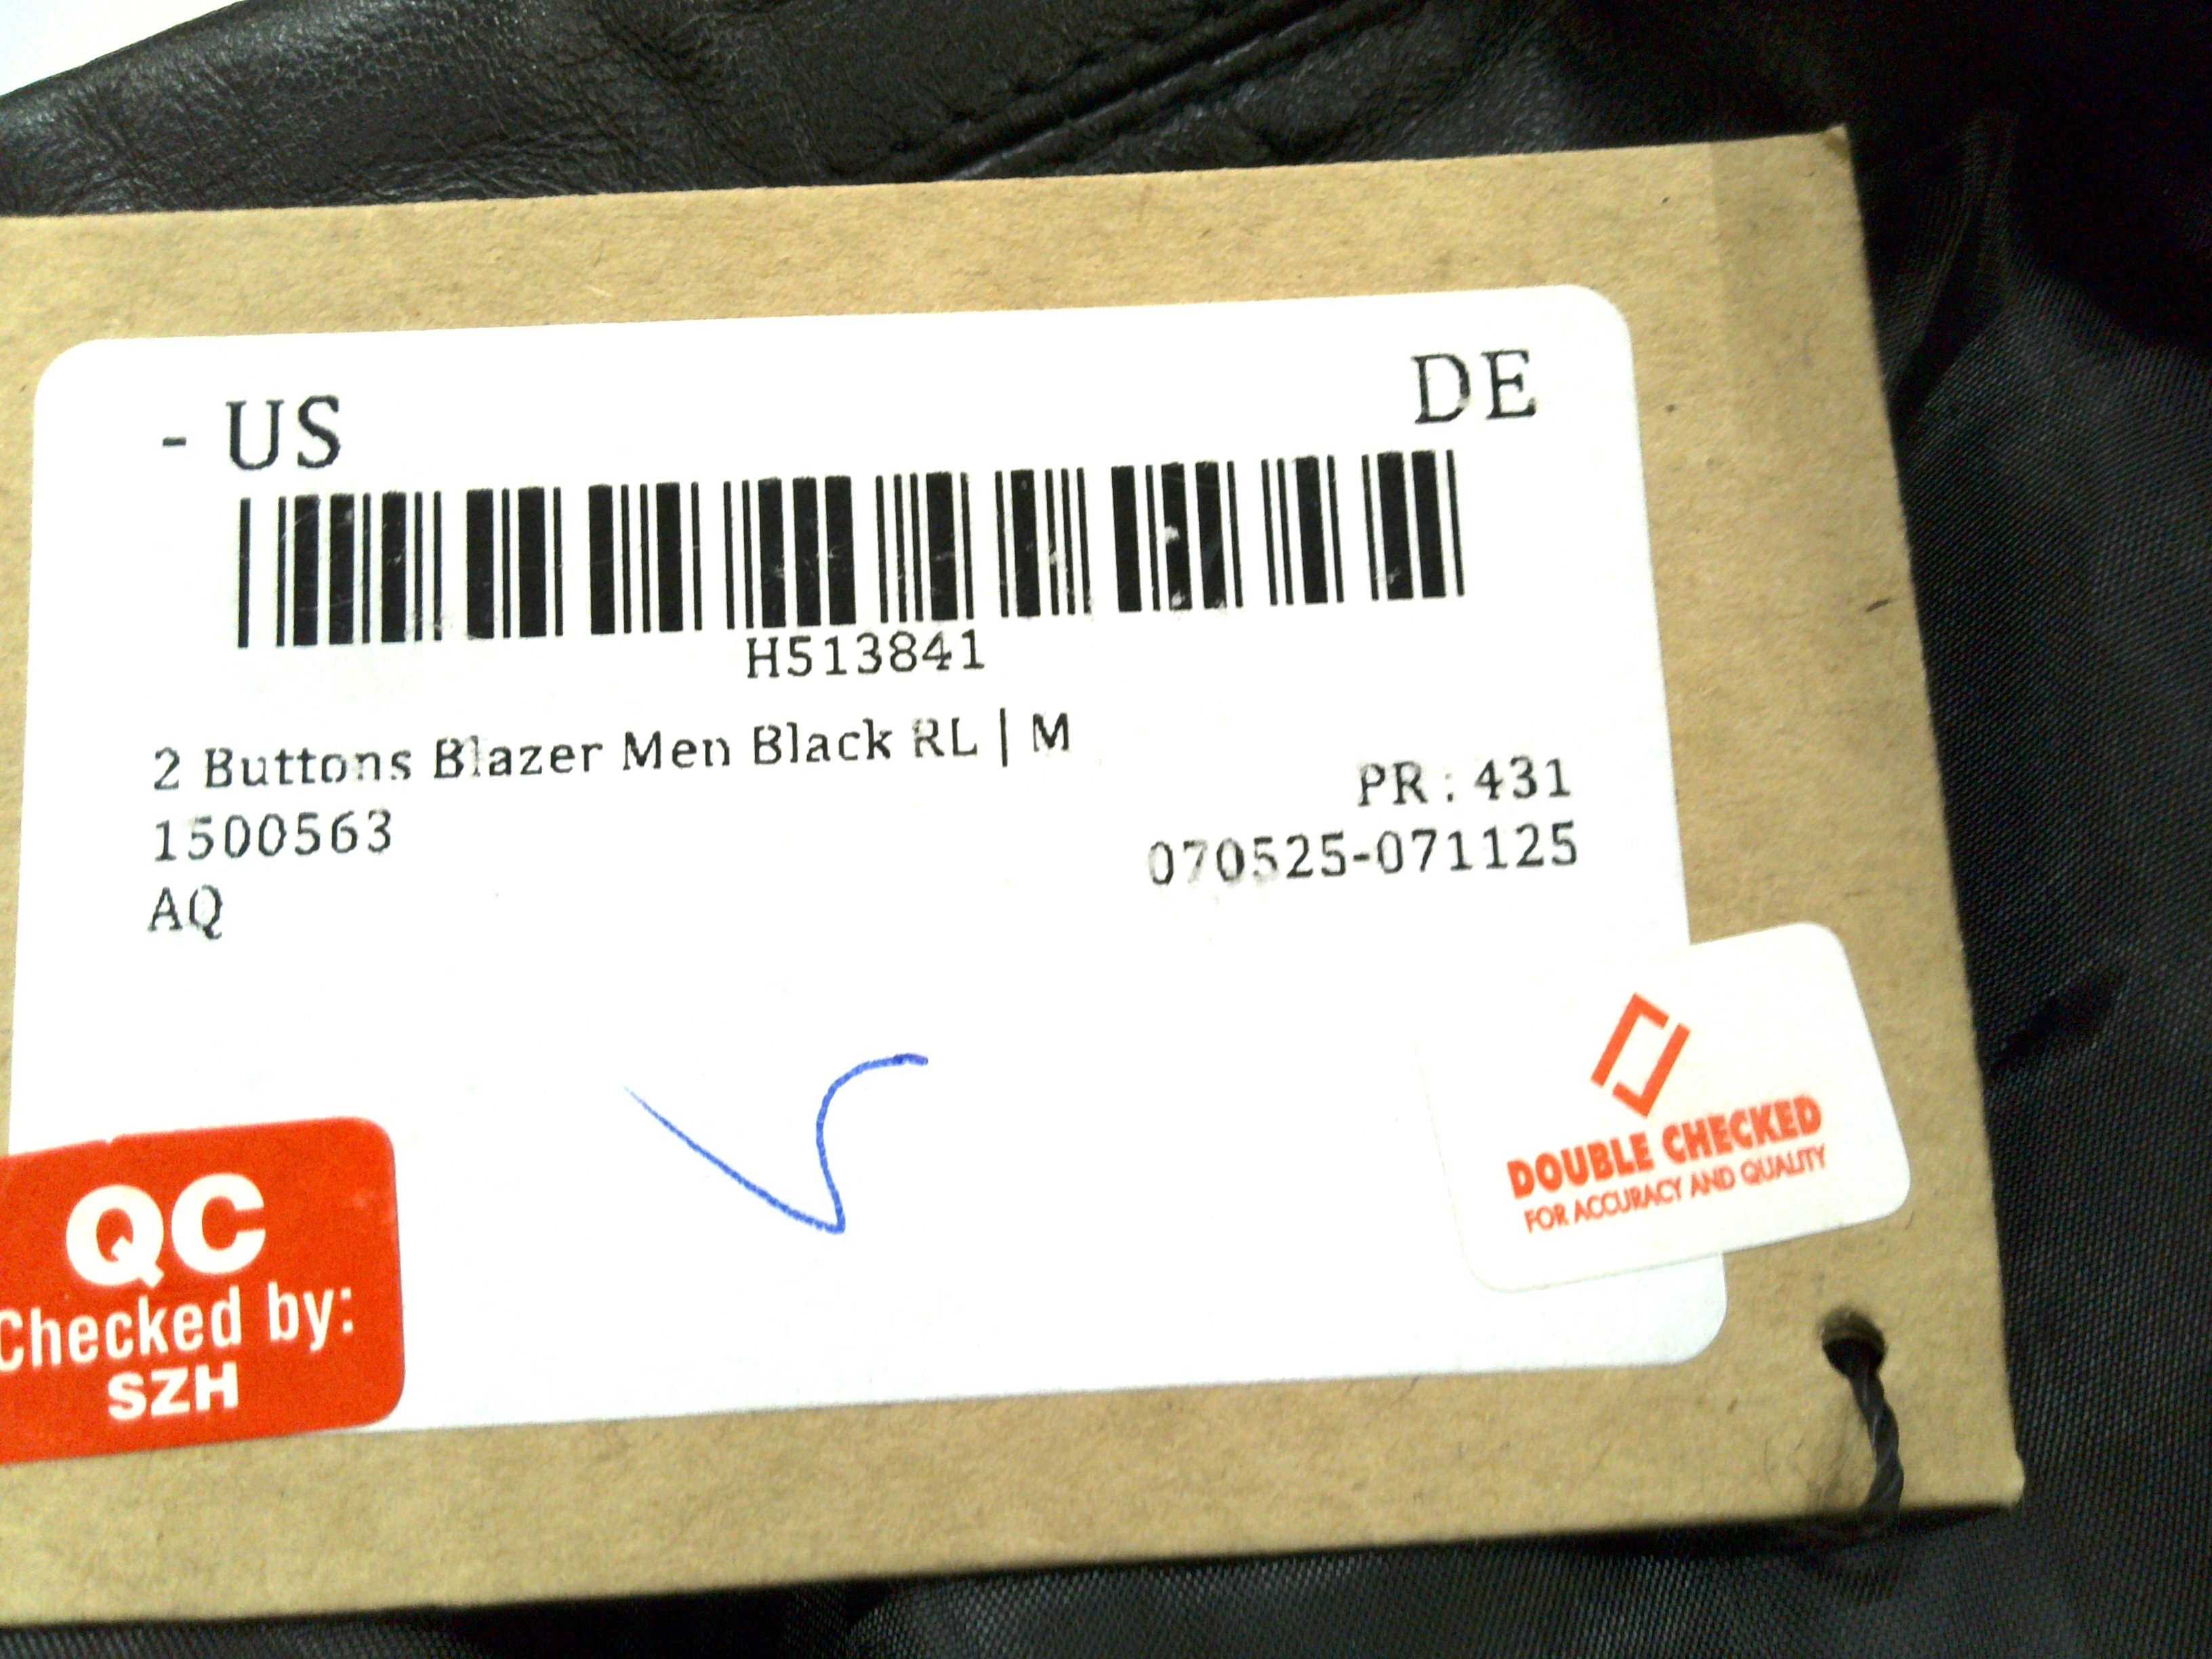 - US DE
H513841
2 Buttons Blazer Men Black RL | M
PR : 431
1500563
070525-071125
AQ
DOUBLE CHECKED
FOR ACCURACY AND QUALITY
QC
Checked by:
SZH